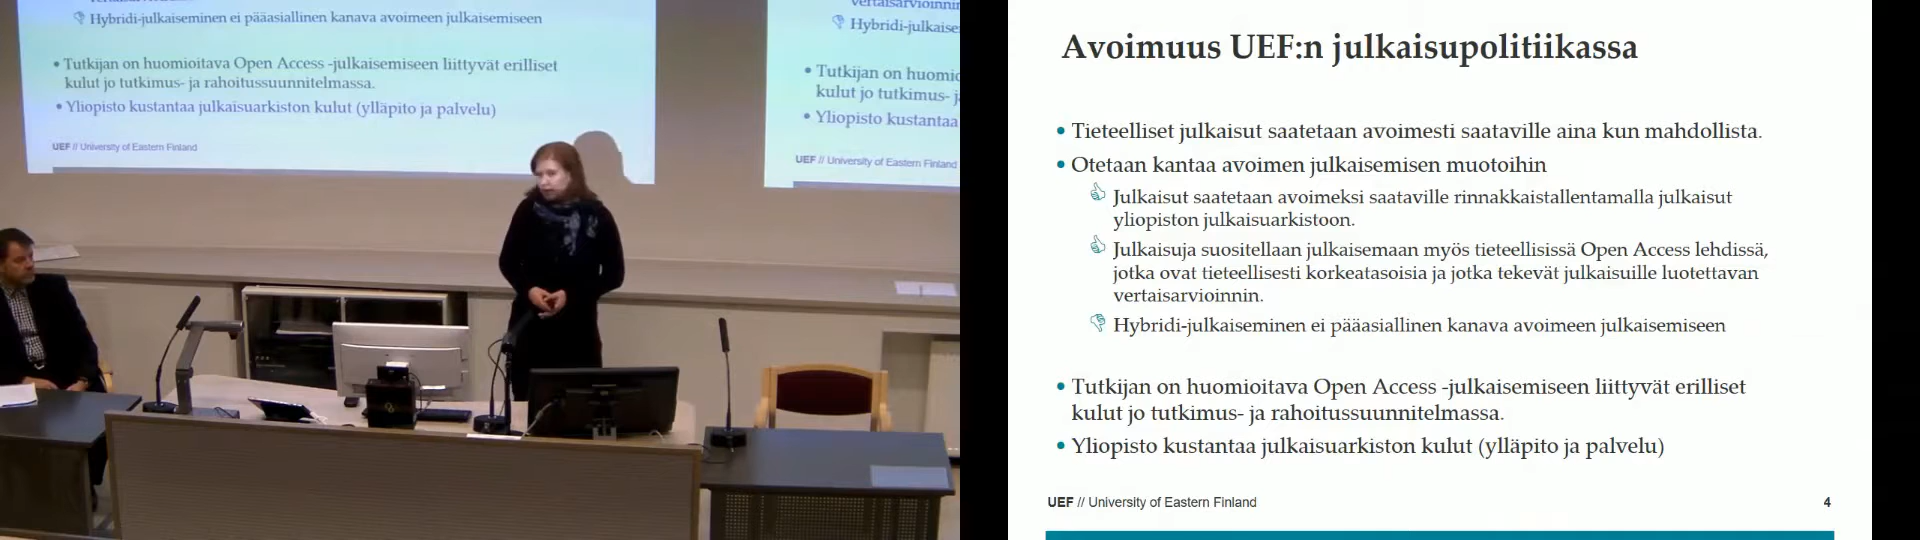 Hybridi-julkaiseminen ei pääasiallinen kanava avoimeen julkaisemiseen
• Tutkijan on huomioitava Open Access -julkaisemiseen liittyvät erilliset
kulut jo tutkimus- ja rahoitussuunnitelmassa.
• Yliopisto kustantaa julkaisuarkiston kulut (ylläpito ja palvelu)
UEF // University of Eastern Finland
Hybridi-julkaise
• Tutkijan on huomio
kulut jo tutkimus- j
• Yliopisto kustantaa
UEF // University of Eastern Finland
Avoimuus UEF:n julkaisupolitiikassa
• Tieteelliset julkaisut saatetaan avoimesti saataville aina kun mahdollista.
• Otetaan kantaa avoimen julkaisemisen muotoihin
Julkaisut saatetaan avoimeksi saataville rinnakkaistallentamalla julkaisut
yliopiston julkaisuarkistoon.
Julkaisuja suositellaan julkaisemaan myös tieteellisissä Open Access lehdissä,
jotka ovat tieteellisesti korkeatasoisia ja jotka tekevät julkaisuille luotettavan
vertaisarvioinnin.
Hybridi-julkaiseminen ei pääasiallinen kanava avoimeen julkaisemiseen
• Tutkijan on huomioitava Open Access -julkaisemiseen liittyvät erilliset
kulut jo tutkimus- ja rahoitussuunnitelmassa.
• Yliopisto kustantaa julkaisuarkiston kulut (ylläpito ja palvelu)
UEF // University of Eastern Finland
4